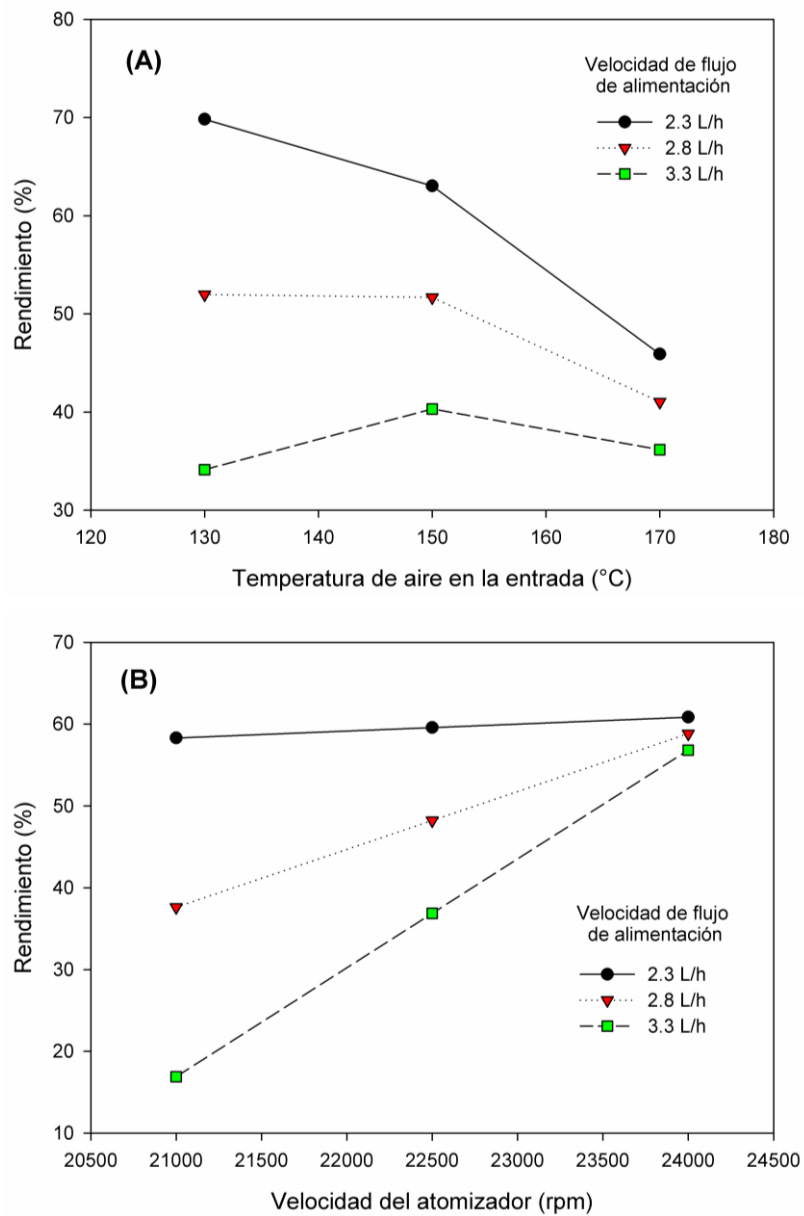 80
(A)
Velocidad de flujo
de alimentación
70
2.3 L/h
2.8 L/h
3.3 L/h
60
Rendimiento (%)
50
40
30
120
130
140
150
160
170
180
Temperatura de aire en la entrada (°C)
70
(B)
60
50
Rendimiento (%)
40
Velocidad de flujo
de alimentación
30
2.3 L/h
2.8 L/h
3.3 L/h
20
10
20500
21000
21500
22000
22500
23000
23500
24000
24500
Velocidad del atomizador (rpm)